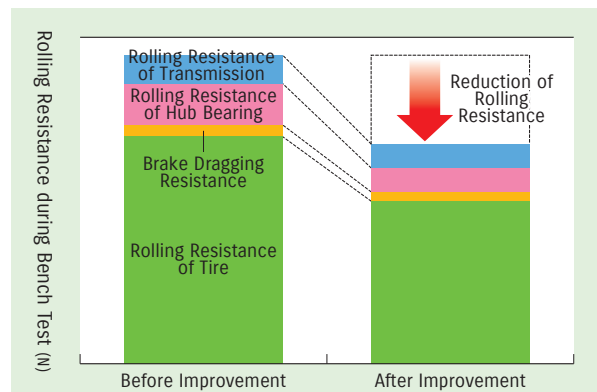 Rolling Resistance during Bench Test (N)
Rolling Resistance
of Transmission
Rolling Resistance
of Hub Bearing
Brake Dragging
Resistance
Rolling Resistance
of Tire
Reduction of
Rolling
Resistance
Before Improvement
After Improvement